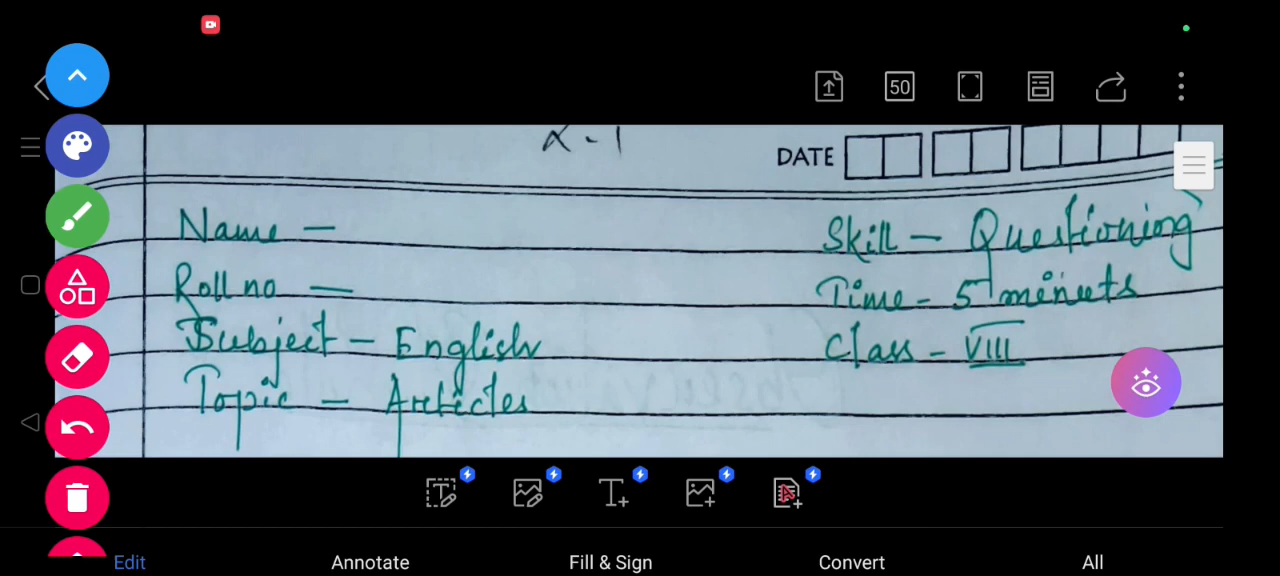 50
α-1
DATE
Name — Skill — Questioning
Roll no — Time - 5 minuts
Subject — English Class - VIII
Topic — Articles
Edit Annotate Fill & Sign Convert All